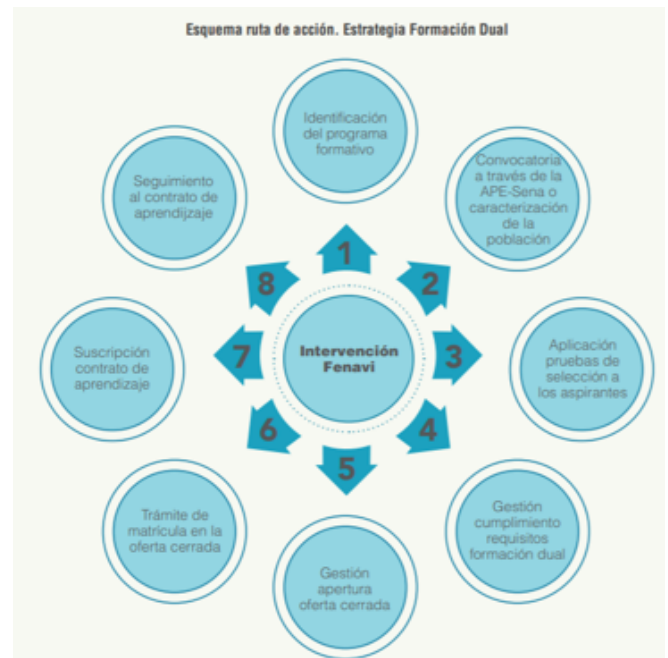 Esquema ruta de acción. Estrategia Formación Dual
Identificación
del programa
formativo
Convocatoria
a través de la
APE-Sena o
caracterización
de la
población
Aplicación
pruebas de
selección a
los aspirantes
Gestión
cumplimiento
requisitos
formación dual
Gestión
apertura
oferta cerrada
Trámite de
matrícula en la
oferta cerrada
Suscripción
contrato de
aprendizaje
Seguimiento
al contrato de
aprendijzaje
1
2
3
4
5
6
7
8
Intervención
Fenavi